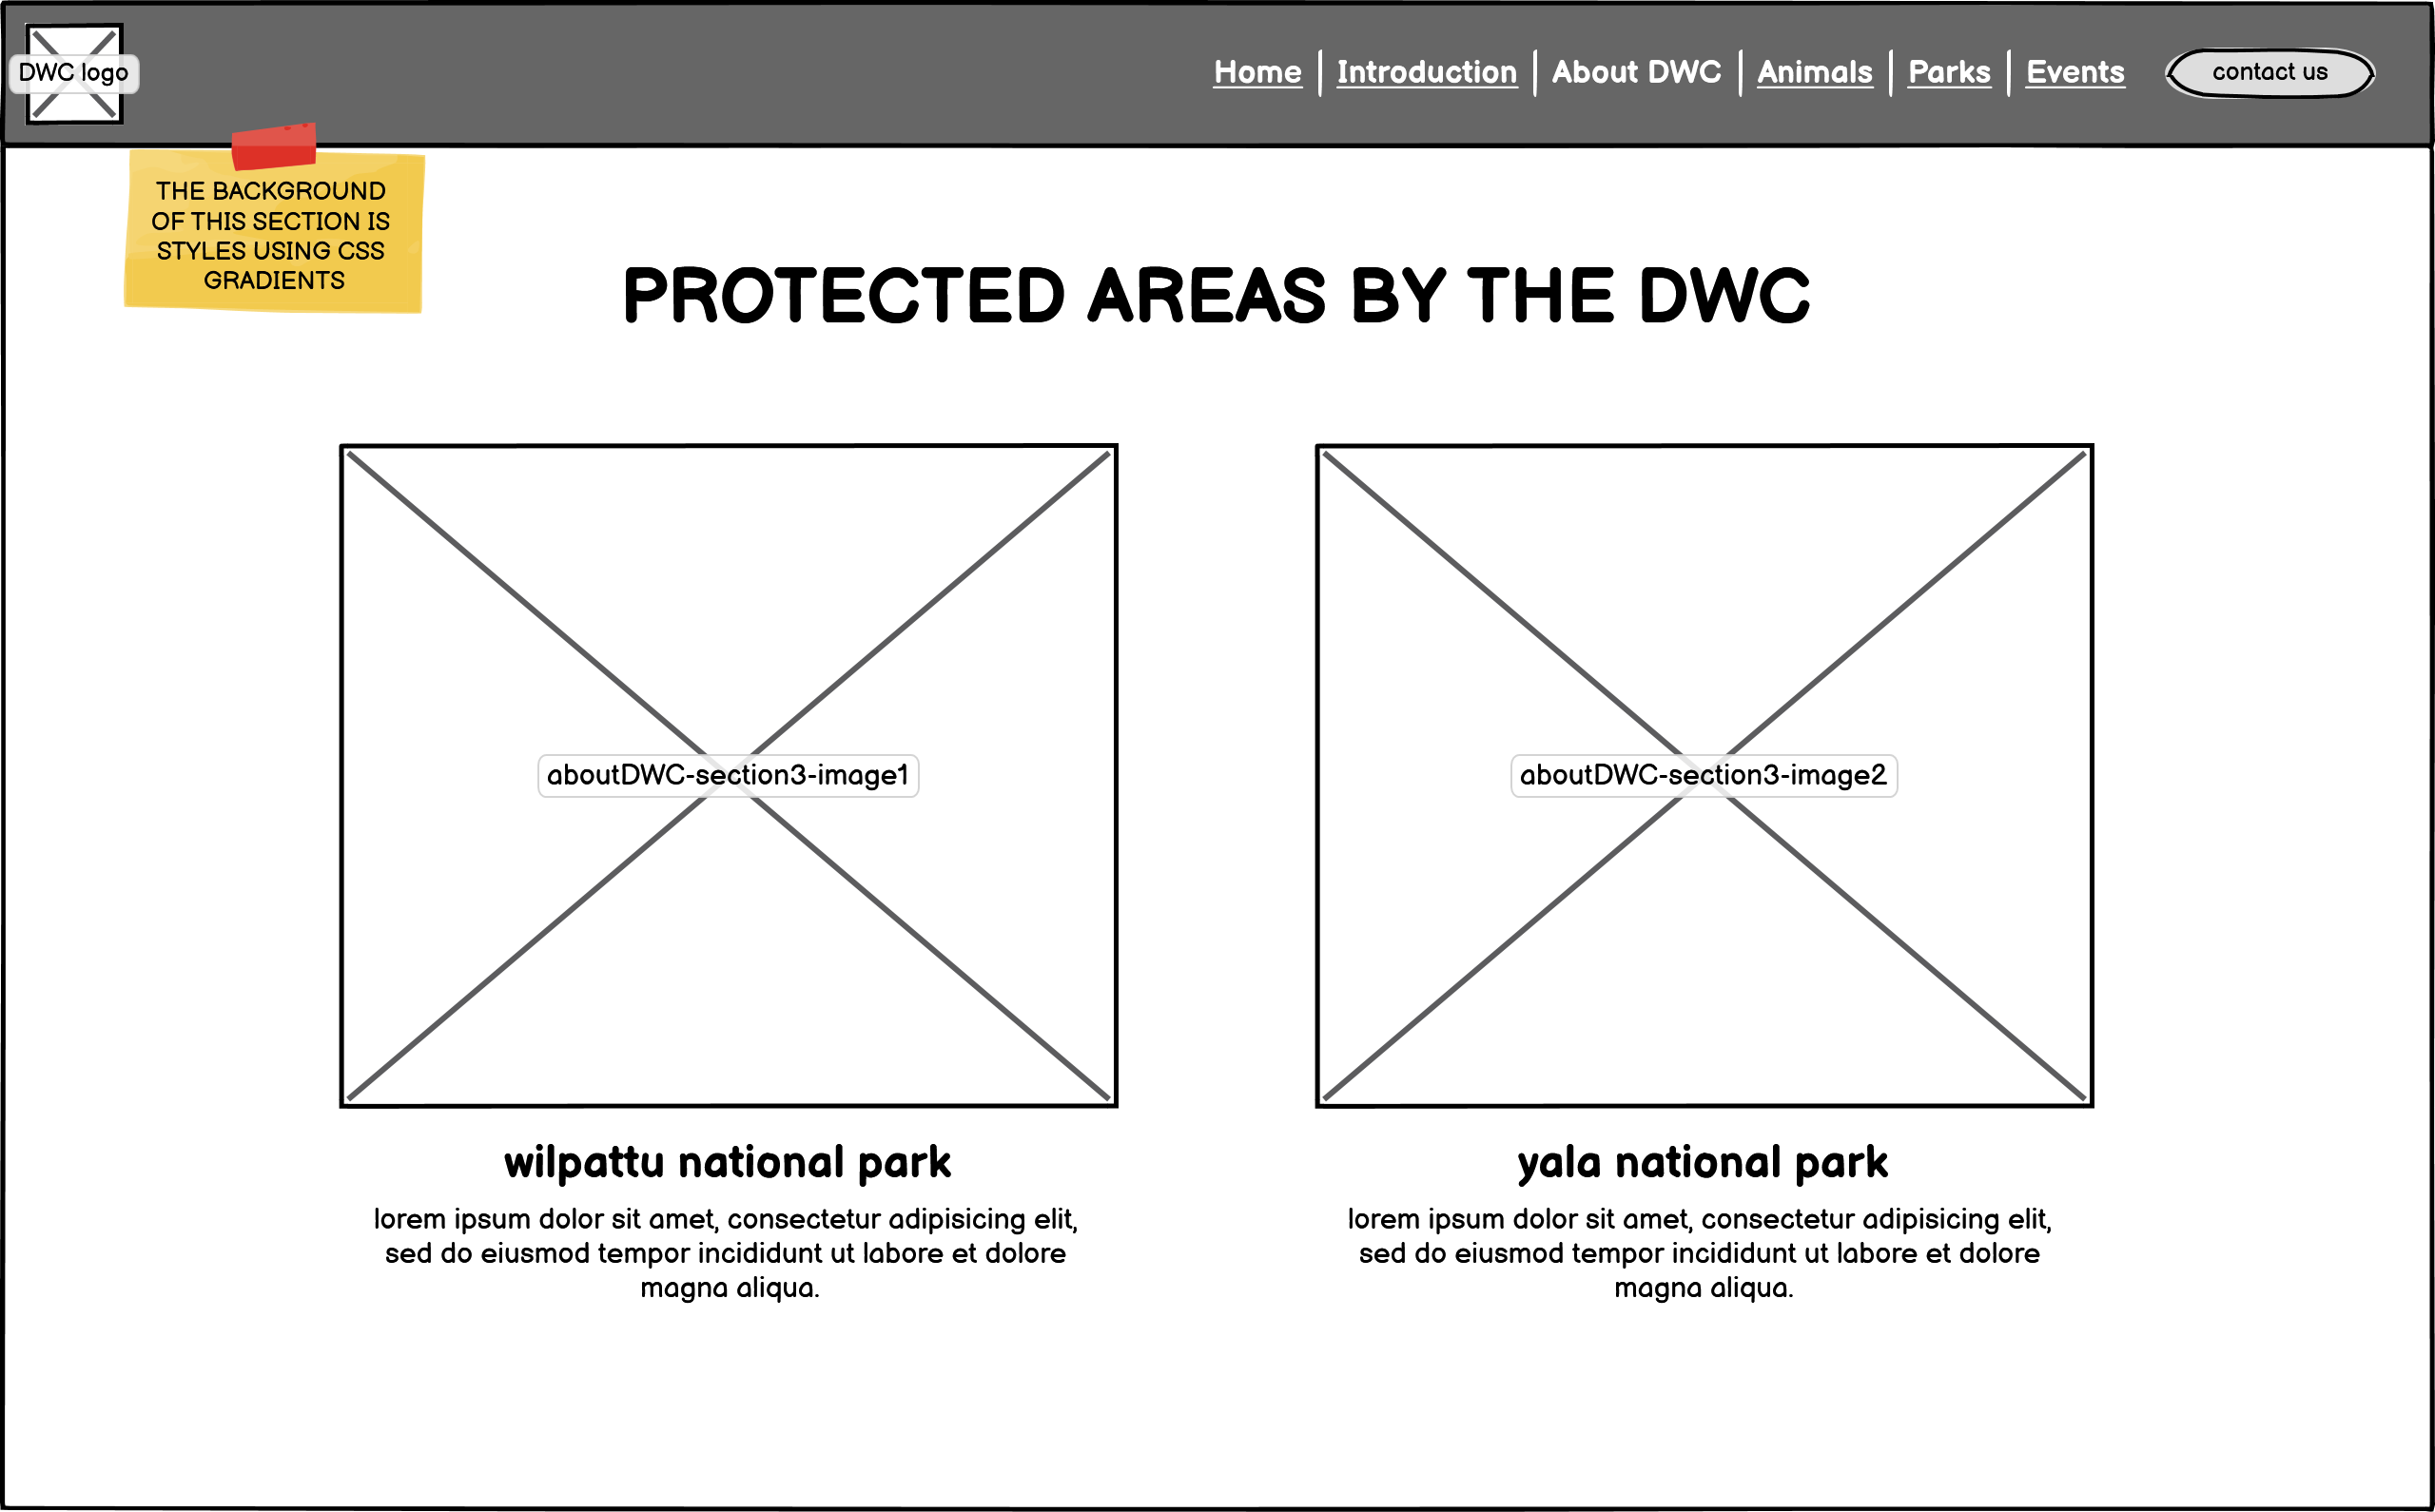 DWC logo
Home | Introduction | About DWC | Animals | Parks | Events
contact us
THE BACKGROUND
OF THIS SECTION IS
STYLES USING CSS
GRADIENTS
PROTECTED AREAS BY THE DWC
aboutDWC-section3-image1
aboutDWC-section3-image2
wilpattu national park
lorem ipsum dolor sit amet, consectetur adipisicing elit,
sed do eiusmod tempor incididunt ut labore et dolore
magna aliqua.
yala national park
lorem ipsum dolor sit amet, consectetur adipisicing elit,
sed do eiusmod tempor incididunt ut labore et dolore
magna aliqua.